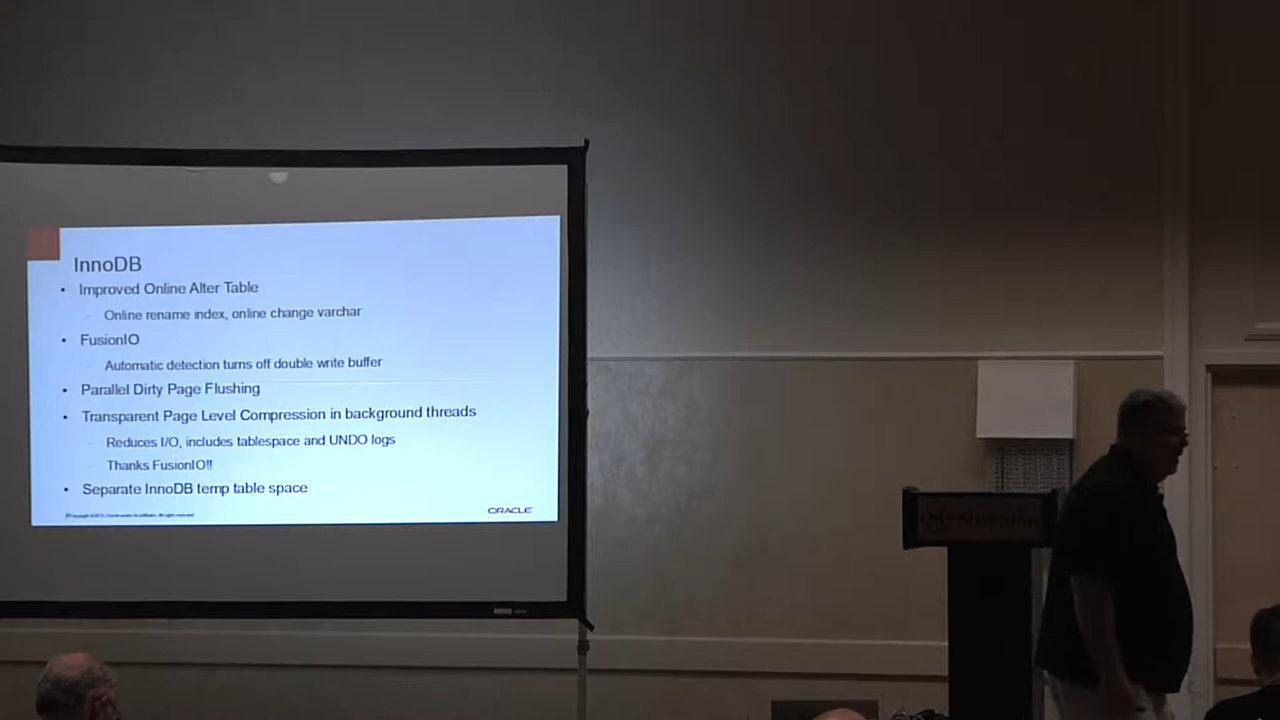 InnoDB
• Improved Online Alter Table
– Online rename index, online change varchar
• FusionIO
Automatic detection turns off double write buffer
• Parallel Dirty Page Flushing
• Transparent Page Level Compression in background threads
– Reduces I/O, includes tablespace and UNDO logs
– Thanks FusionIO!!
• Separate InnoDB temp table space
ORACLE